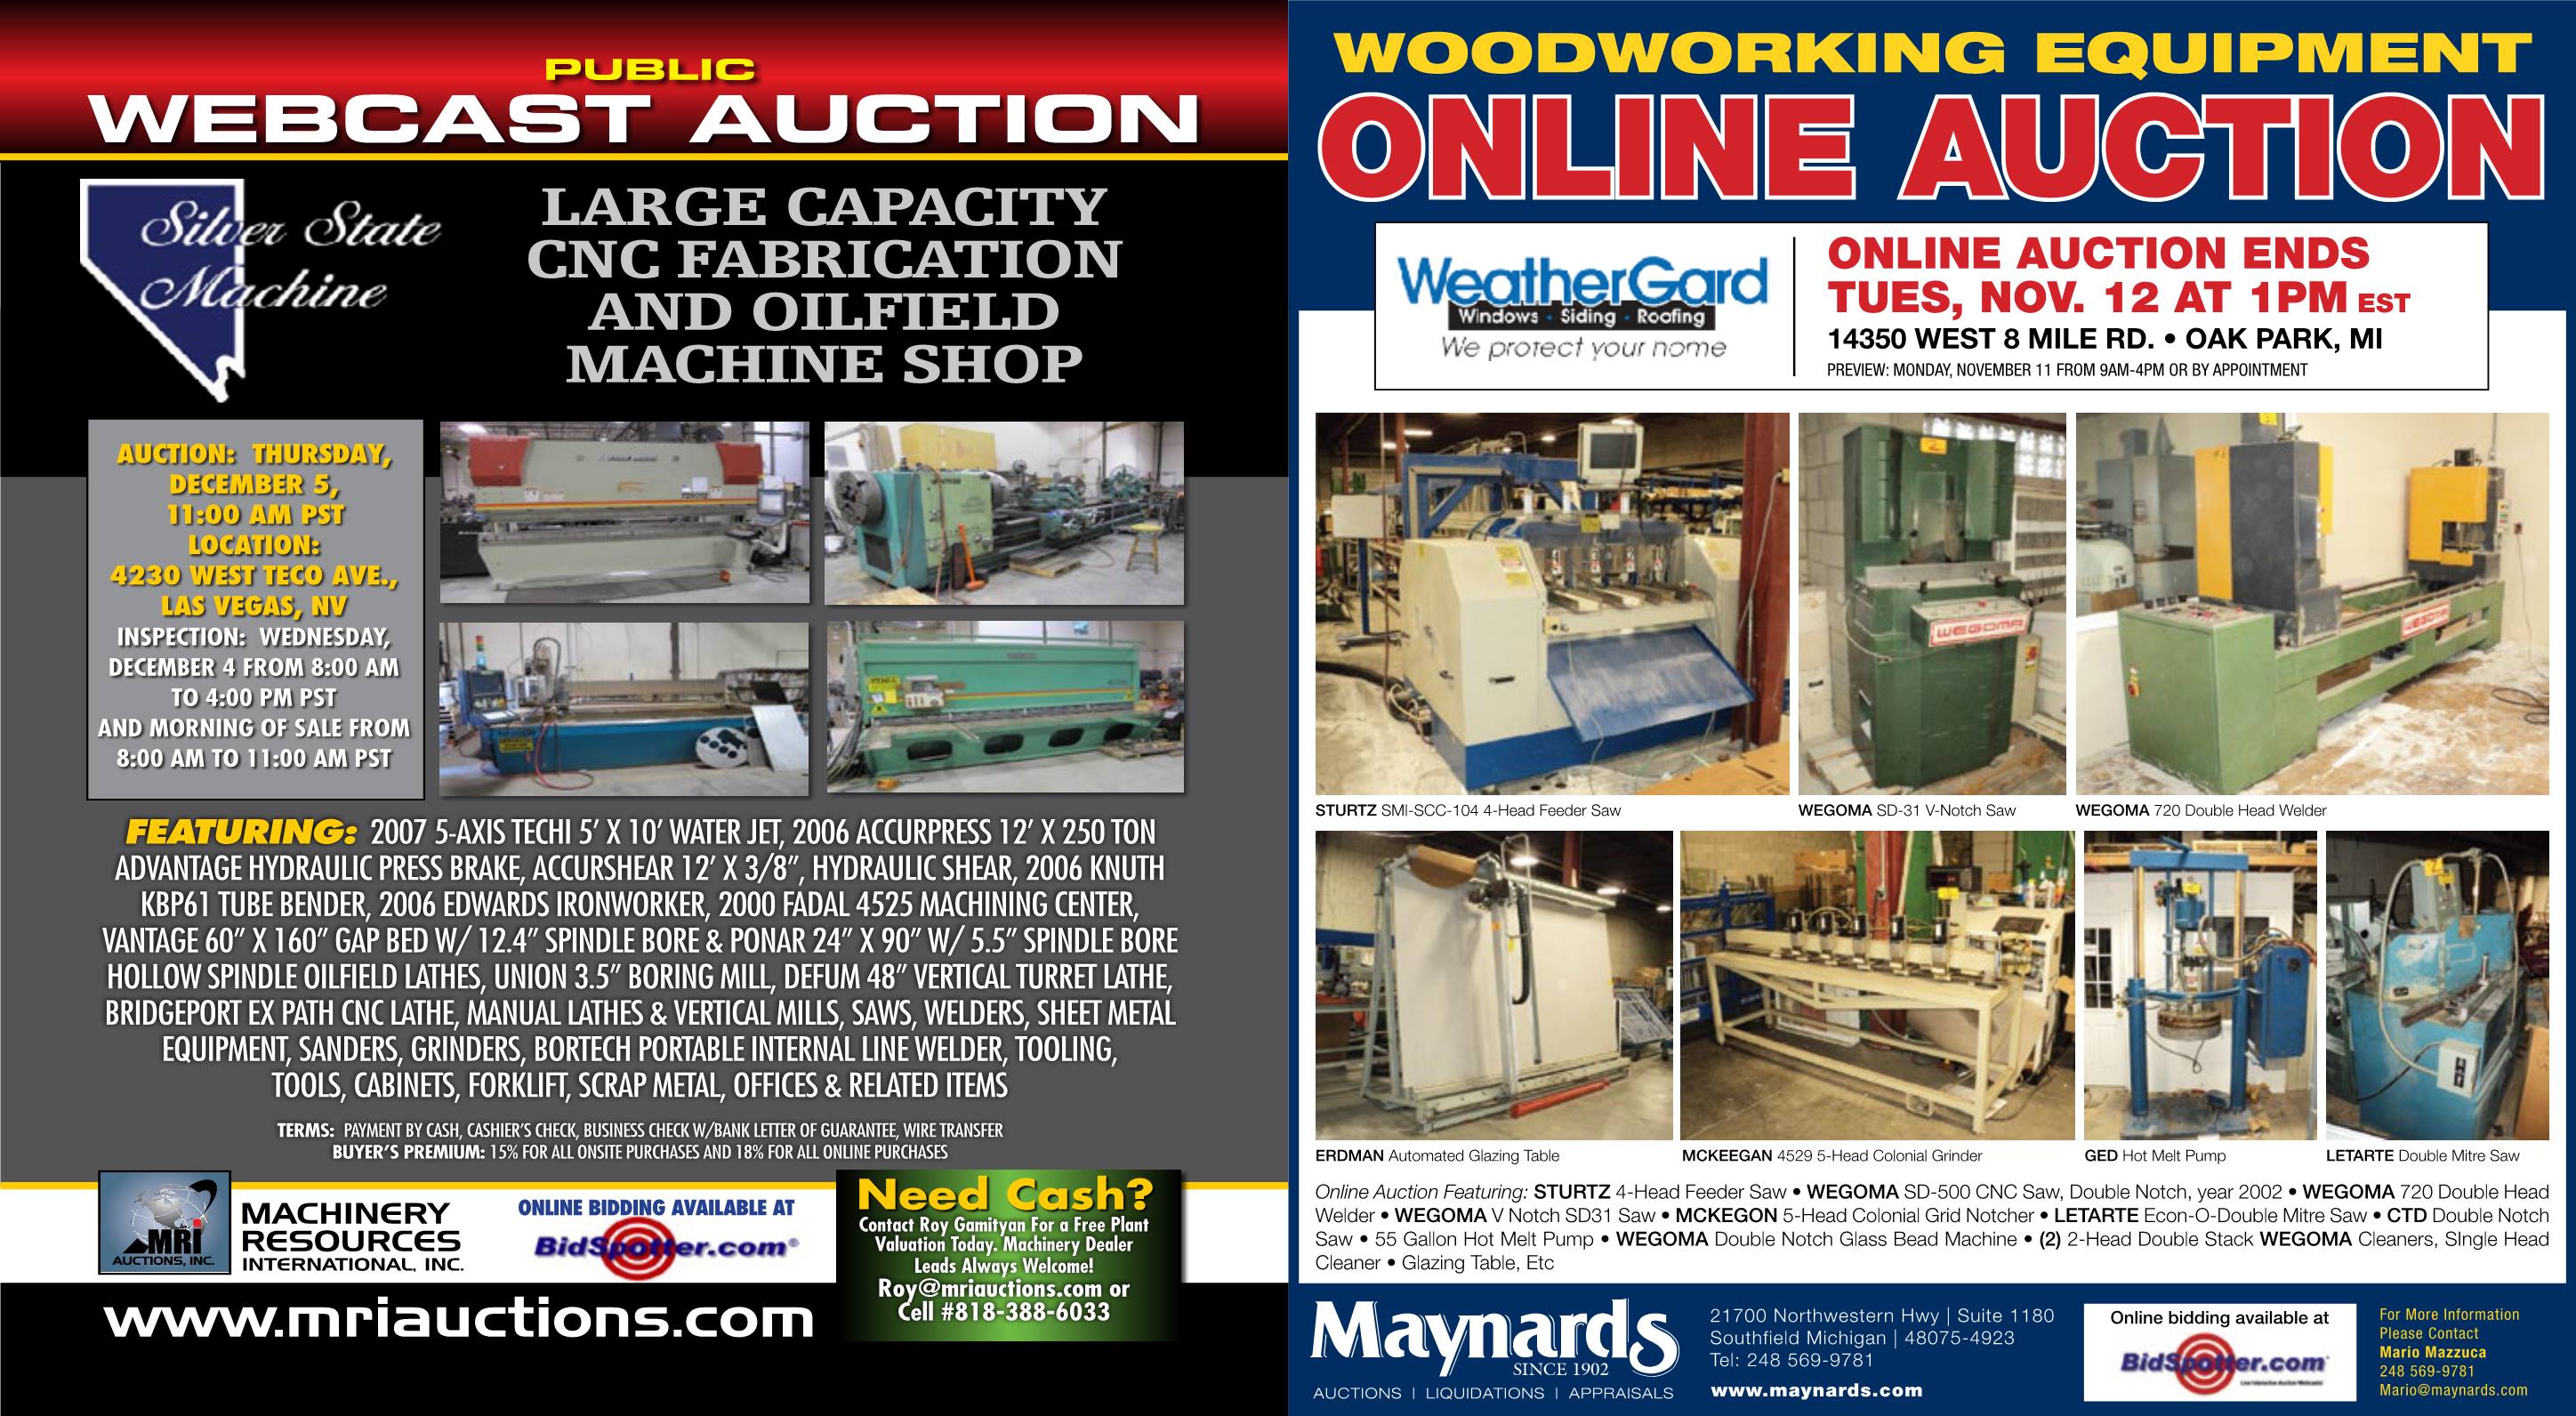 PUBLIC
WEBCAST AUCTION
Silver State
Machine
LARGE CAPACITY
CNC FABRICATION
AND OILFIELD
MACHINE SHOP
AUCTION: THURSDAY,
DECEMBER 5,
11:00 AM PST
LOCATION:
4230 WEST TECO AVE.,
LAS VEGAS, NV
INSPECTION: WEDNESDAY,
DECEMBER 4 FROM 8:00 AM
TO 4:00 PM PST
AND MORNING OF SALE FROM
8:00 AM TO 11:00 AM PST
FEATURING: 2007 5-AXIS TECHI 5’ X 10’ WATER JET, 2006 ACCURPRESS 12’ X 250 TON
ADVANTAGE HYDRAULIC PRESS BRAKE, ACCURSHEAR 12’ X 3/8”, HYDRAULIC SHEAR, 2006 KNUTH
KBP61 TUBE BENDER, 2006 EDWARDS IRONWORKER, 2000 FADAL 4525 MACHINING CENTER,
VANTAGE 60” X 160” GAP BED W/ 12.4” SPINDLE BORE & PONAR 24” X 90” W/ 5.5” SPINDLE BORE
HOLLOW SPINDLE OILFIELD LATHES, UNION 3.5” BORING MILL, DEFUM 48” VERTICAL TURRET LATHE,
BRIDGEPORT EX PATH CNC LATHE, MANUAL LATHES & VERTICAL MILLS, SAWS, WELDERS, SHEET METAL
EQUIPMENT, SANDERS, GRINDERS, BORTECH PORTABLE INTERNAL LINE WELDER, TOOLING,
TOOLS, CABINETS, FORKLIFT, SCRAP METAL, OFFICES & RELATED ITEMS
TERMS: PAYMENT BY CASH, CASHIER’S CHECK, BUSINESS CHECK W/BANK LETTER OF GUARANTEE, WIRE TRANSFER
BUYER’S PREMIUM: 15% FOR ALL ONSITE PURCHASES AND 18% FOR ALL ONLINE PURCHASES
MRI
AUCTIONS, INC.
MACHINERY
RESOURCES
INTERNATIONAL, INC.
ONLINE BIDDING AVAILABLE AT
BidSpotter.com®
Need Cash?
Contact Roy Gamityan For a Free Plant
Valuation Today. Machinery Dealer
Leads Always Welcome!
Roy@mriauctions.com or
Cell #818-388-6033
www.mriauctions.com
WOODWORKING EQUIPMENT
ONLINE AUCTION
WeatherGard
Windows • Siding • Roofing
We protect your home
ONLINE AUCTION ENDS
TUES, NOV. 12 AT 1PM EST
14350 WEST 8 MILE RD. • OAK PARK, MI
PREVIEW: MONDAY, NOVEMBER 11 FROM 9AM-4PM OR BY APPOINTMENT
WEGOMA
WEGOMA
STURTZ SMI-SCC-104 4-Head Feeder Saw
WEGOMA SD-31 V-Notch Saw
WEGOMA 720 Double Head Welder
ERDMAN Automated Glazing Table
MCKEEGAN 4529 5-Head Colonial Grinder
GED Hot Melt Pump
LETARTE Double Mitre Saw
Online Auction Featuring: STURTZ 4-Head Feeder Saw • WEGOMA SD-500 CNC Saw, Double Notch, year 2002 • WEGOMA 720 Double Head
Welder • WEGOMA V Notch SD31 Saw • MCKEGON 5-Head Colonial Grid Notcher • LETARTE Econ-O-Double Mitre Saw • CTD Double Notch
Saw • 55 Gallon Hot Melt Pump • WEGOMA Double Notch Glass Bead Machine • (2) 2-Head Double Stack WEGOMA Cleaners, SIngle Head
Cleaner • Glazing Table, Etc
Maynards
SINCE 1902
AUCTIONS | LIQUIDATIONS | APPRAISALS
21700 Northwestern Hwy | Suite 1180
Southfield Michigan | 48075-4923
Tel: 248 569-9781
www.maynards.com
Online bidding available at
BidSpotter.com
Live Interactive Auction Webcasts!
For More Information
Please Contact
Mario Mazzuca
248 569-9781
Mario@maynards.com